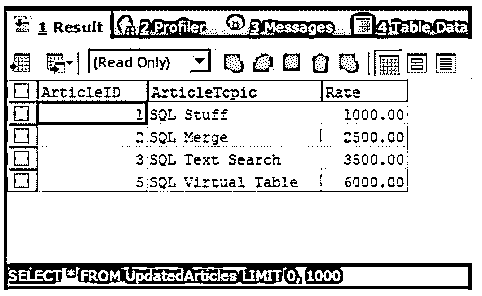 1 Result 2 Profiler 3 Messages 4 Table Data
(Read Only)
ArticleID ArticleTopic Rate
1 SQL Stuff 1000.00
2 SQL Merge 2500.00
3 SQL Text Search 3500.00
5 SQL Virtual Table 6000.00
SELECT * FROM UpdatedArticles LIMIT 0, 1000